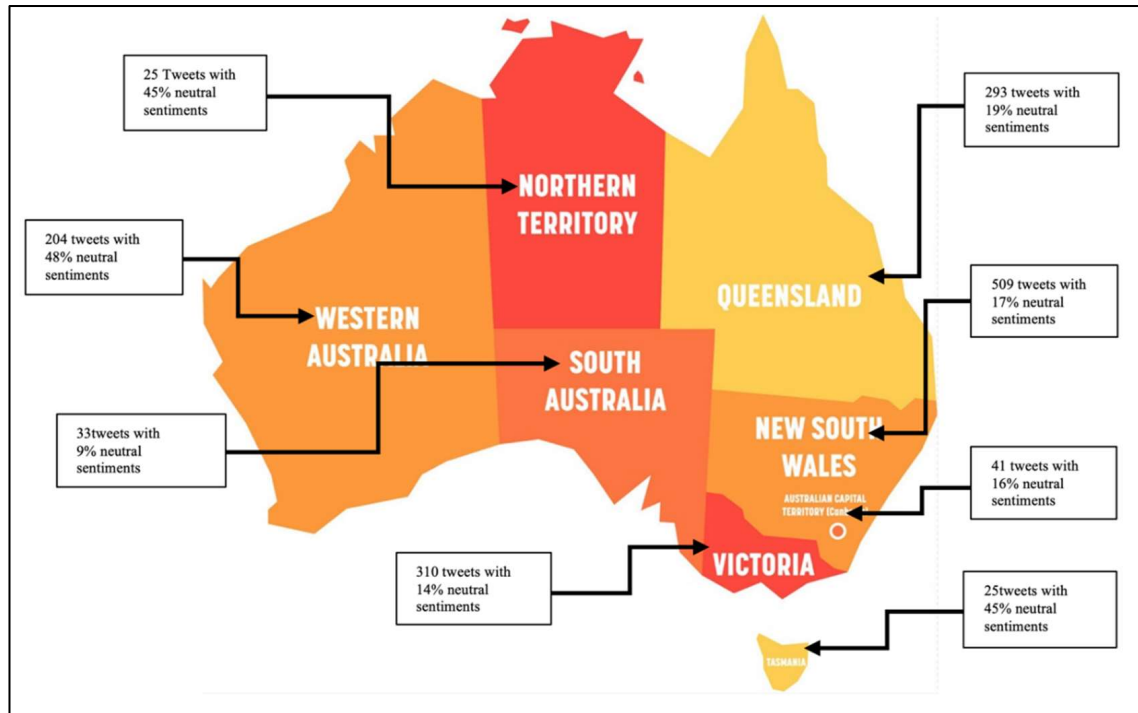 25 Tweets with
45% neutral
sentiments
293 tweets with
19% neutral
sentiments
NORTHERN
TERRITORY
204 tweets with
48% neutral
sentiments
QUEENSLAND
509 tweets with
17% neutral
sentiments
WESTERN
AUSTRALIA
SOUTH
AUSTRALIA
33tweets with
9% neutral
sentiments
NEW SOUTH
WALES
41 tweets with
16% neutral
sentiments
AUSTRALIAN CAPITAL
TERRITORY
310 tweets with
14% neutral
sentiments
VICTORIA
25tweets with
45% neutral
sentiments
TASMANIA